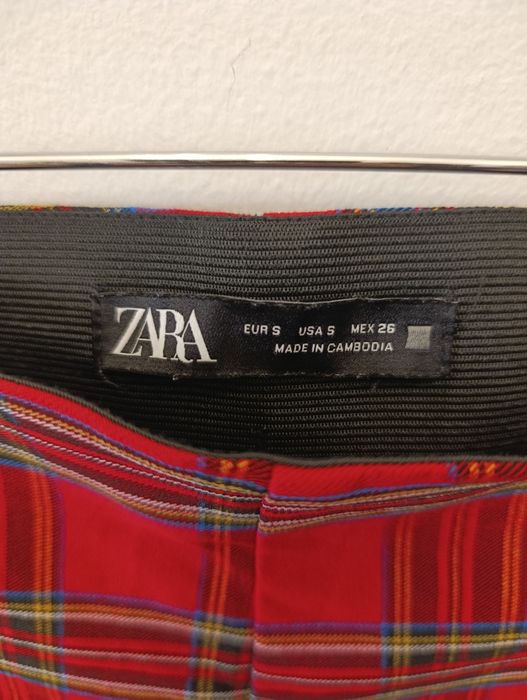 ZARA
EUR S USA S MEX 26
MADE IN CAMBODIA